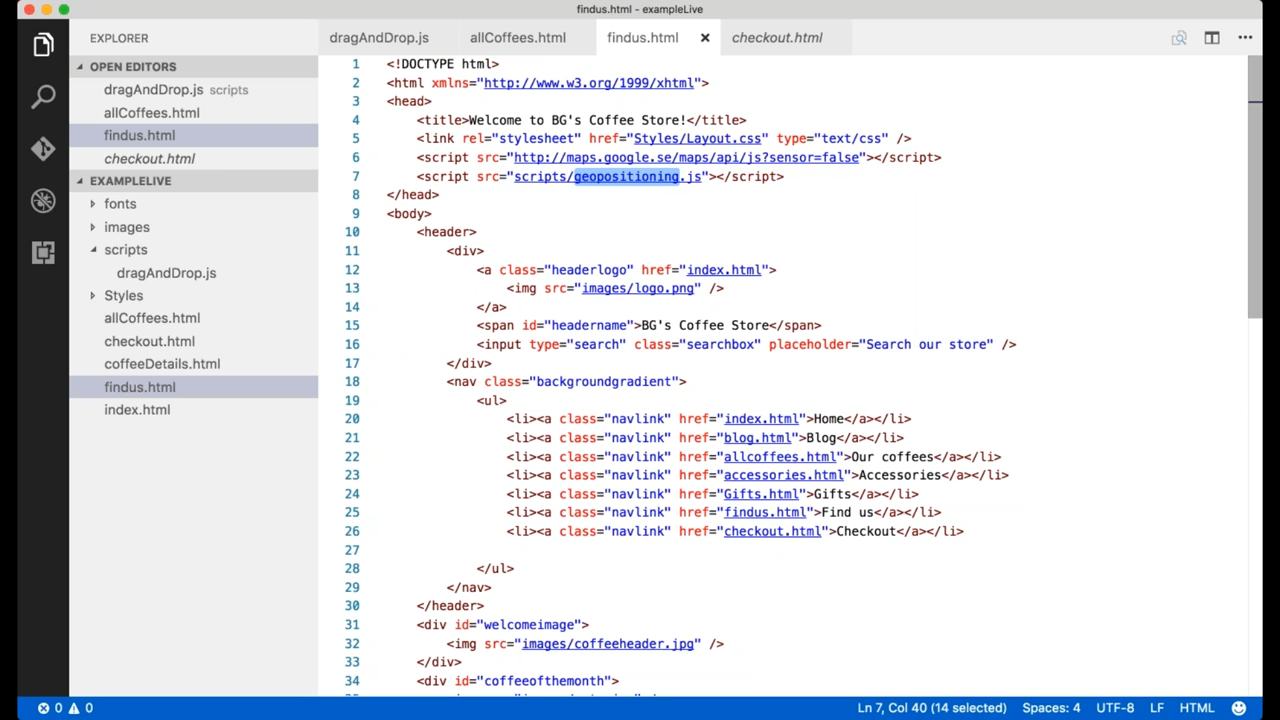 findus.html - exampleLive
EXPLORER
OPEN EDITORS
dragAndDrop.js scripts
allCoffees.html
findus.html
checkout.html
EXAMPLELIVE
fonts
images
scripts
dragAndDrop.js
Styles
allCoffees.html
checkout.html
coffeeDetails.html
findus.html
index.html
dragAndDrop.js allCoffees.html findus.html checkout.html
1 <!DOCTYPE html>
2 <html xmlns="http://www.w3.org/1999/xhtml">
3 <head>
4 <title>Welcome to BG's Coffee Store!</title>
5 <link rel="stylesheet" href="Styles/Layout.css" type="text/css" />
6 <script src="http://maps.google.se/maps/api/js?sensor=false"></script>
7 <script src="scripts/geopositioning.js"></script>
8 </head>
9 <body>
10 <header>
11 <div>
12 <a class="headerlogo" href="index.html">
13 <img src="images/logo.png" />
14 </a>
15 <span id="headername">BG's Coffee Store</span>
16 <input type="search" class="searchbox" placeholder="Search our store" />
17 </div>
18 <nav class="backgroundgradient">
19 <ul>
20 <li><a class="navlink" href="index.html">Home</a></li>
21 <li><a class="navlink" href="blog.html">Blog</a></li>
22 <li><a class="navlink" href="allcoffees.html">Our coffees</a></li>
23 <li><a class="navlink" href="accessories.html">Accessories</a></li>
24 <li><a class="navlink" href="Gifts.html">Gifts</a></li>
25 <li><a class="navlink" href="findus.html">Find us</a></li>
26 <li><a class="navlink" href="checkout.html">Checkout</a></li>
27
28 </ul>
29 </nav>
30 </header>
31 <div id="welcomeimage">
32 <img src="images/coffeeheader.jpg" />
33 </div>
34 <div id="coffeeofthemonth">
0 0 Ln 7, Col 40 (14 selected) Spaces: 4 UTF-8 LF HTML